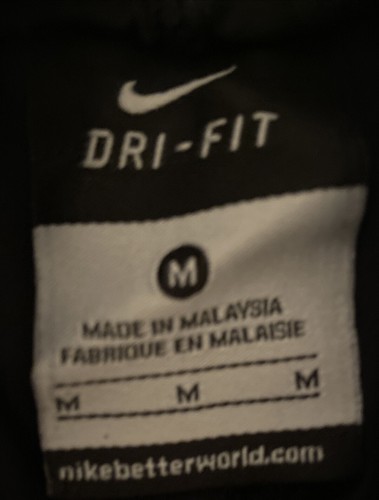 DRI-FIT
M
MADE IN MALAYSIA
FABRIQUE EN MALAISIE
M M M
nikebetterworld.com